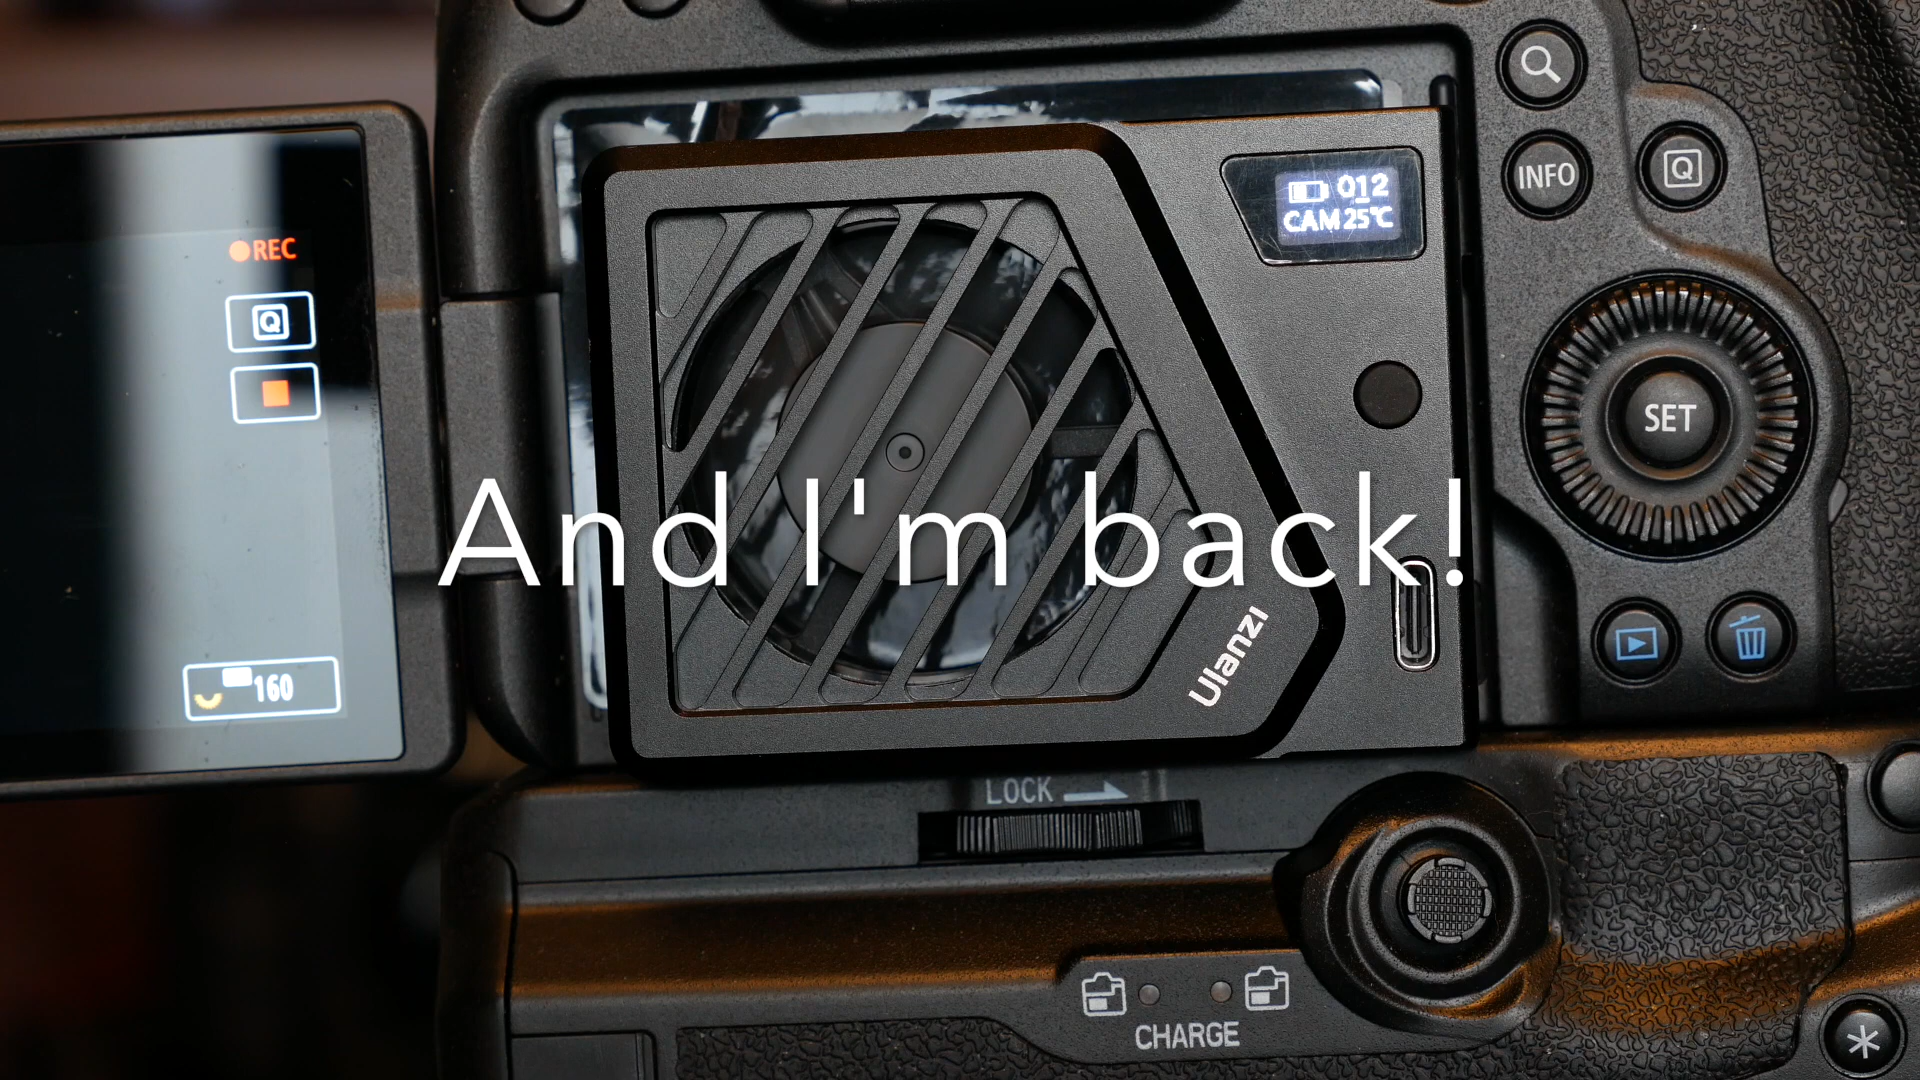 INFO
Q
012
CAM 25°C
REC
Q
160
SET
And I'm back!
Ulanzi
LOCK
CHARGE